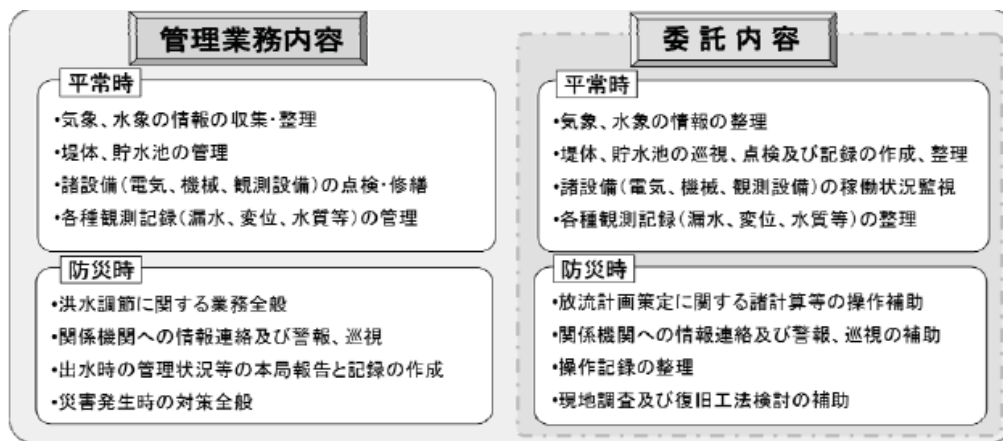 管理業務内容
平常時
・気象、水象の情報の収集・整理
・堤体、貯水池の管理
・諸設備(電気、機械、観測設備)の点検・修繕
・各種観測記録(漏水、変位、水質等)の管理
防災時
・洪水調節に関する業務全般
・関係機関への情報連絡及び警報、巡視
・出水時の管理状況等の本局報告と記録の作成
・災害発生時の対策全般
委託内容
平常時
・気象、水象の情報の整理
・堤体、貯水池の巡視、点検及び記録の作成、整理
・諸設備(電気、機械、観測設備)の稼働状況監視
・各種観測記録(漏水、変位、水質等)の整理
防災時
・放流計画策定に関する諸計算等の操作補助
・関係機関への情報連絡及び警報、巡視の補助
・操作記録の整理
・現地調査及び復旧工法検討の補助